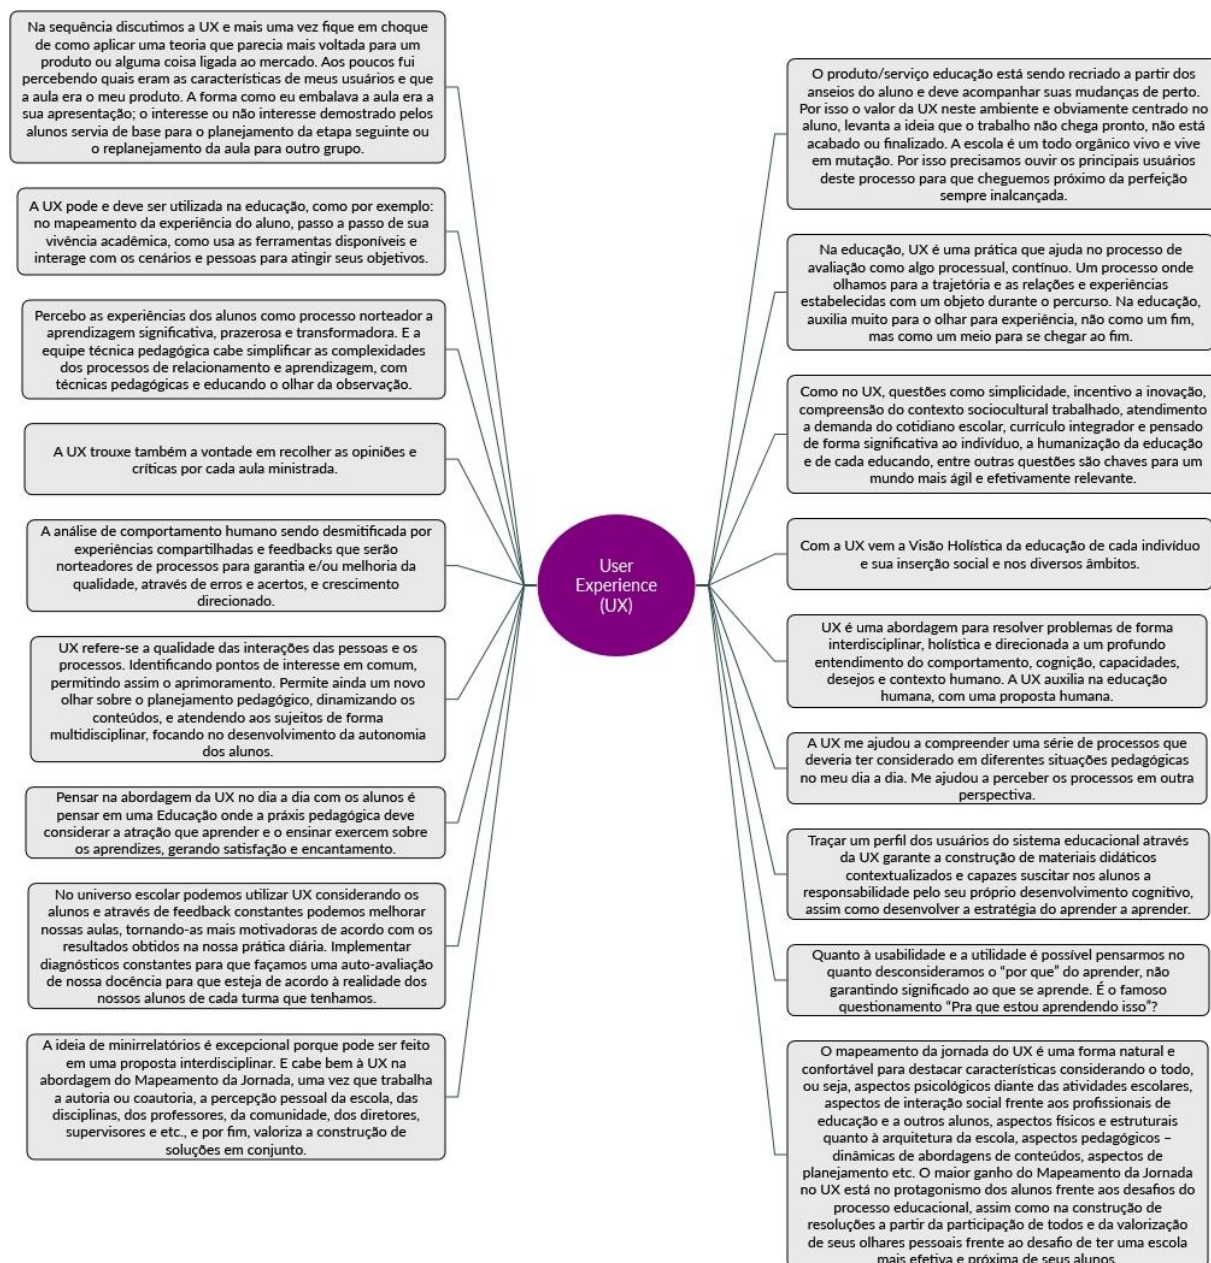 Na sequência discutimos a UX e mais uma vez fique em choque
de como aplicar uma teoria que parecia mais voltada para um
produto ou alguma coisa ligada ao mercado. Aos poucos fui
percebendo quais eram as características de meus usuários e que
a aula era o meu produto. A forma como eu embalava a aula era a
sua apresentação; o interesse ou não interesse demostrado pelos
alunos servia de base para o planejamento da etapa seguinte ou
o replanejamento da aula para outro grupo.
A UX pode e deve ser utilizada na educação, como por exemplo:
no mapeamento da experiência do aluno, passo a passo de sua
vivência acadêmica, como usa as ferramentas disponíveis e
interage com os cenários e pessoas para atingir seus objetivos.
Percebo as experiências dos alunos como processo norteador a
aprendizagem significativa, prazerosa e transformadora. E a
equipe técnica pedagógica cabe simplificar as complexidades
dos processos de relacionamento e aprendizagem, com
técnicas pedagógicas e educando o olhar da observação.
A UX trouxe também a vontade em recolher as opiniões e
críticas por cada aula ministrada.
A análise de comportamento humano sendo desmitificada por
experiências compartilhadas e feedbacks que serão
norteadores de processos para garantia e/ou melhoria da
qualidade, através de erros e acertos, e crescimento
direcionado.
UX refere-se a qualidade das interações das pessoas e os
processos. Identificando pontos de interesse em comum,
permitindo assim o aprimoramento. Permite ainda um novo
olhar sobre o planejamento pedagógico, dinamizando os
conteúdos, e atendendo aos sujeitos de forma
multidisciplinar, focando no desenvolvimento da autonomia
dos alunos.
Pensar na abordagem da UX no dia a dia com os alunos é
pensar em uma Educação onde a práxis pedagógica deve
considerar a atração que aprender e o ensinar exercem sobre
os aprendizes, gerando satisfação e encantamento.
No universo escolar podemos utilizar UX considerando os
alunos e através de feedback constantes podemos melhorar
nossas aulas, tornando-as mais motivadoras de acordo com os
resultados obtidos na nossa prática diária. Implementar
diagnósticos constantes para que façamos uma auto-avaliação
de nossa docência para que esteja de acordo à realidade dos
nossos alunos de cada turma que tenhamos.
A ideia de minirrelatórios é excepcional porque pode ser feito
em uma proposta interdisciplinar. E cabe bem à UX na
abordagem do Mapeamento da Jornada, uma vez que trabalha
a autoria ou coautoria, a percepção pessoal da escola, das
disciplinas, dos professores, da comunidade, dos diretores,
supervisores e etc., e por fim, valoriza a construção de
soluções em conjunto.
User
Experience
(UX)
O produto/serviço educação está sendo recriado a partir dos
anseios do aluno e deve acompanhar suas mudanças de perto.
Por isso o valor da UX neste ambiente e obviamente centrado no
aluno, levanta a ideia que o trabalho não chega pronto, não está
acabado ou finalizado. A escola é um todo orgânico vivo e vive
em mutação. Por isso precisamos ouvir os principais usuários
deste processo para que cheguemos próximo da perfeição
sempre inalcançada.
Na educação, UX é uma prática que ajuda no processo de
avaliação como algo processual, contínuo. Um processo onde
olhamos para a trajetória e as relações e experiências
estabelecidas com um objeto durante o percurso. Na educação,
auxilia muito para o olhar para experiência, não como um fim,
mas como um meio para se chegar ao fim.
Como no UX, questões como simplicidade, incentivo a inovação,
compreensão do contexto sociocultural trabalhado, atendimento
a demanda do cotidiano escolar, currículo integrador e pensado
de forma significativa ao indivíduo, a humanização da educação
e de cada educando, entre outras questões são chaves para um
mundo mais ágil e efetivamente relevante.
Com a UX vem a Visão Holística da educação de cada indivíduo
e sua inserção social e nos diversos âmbitos.
UX é uma abordagem para resolver problemas de forma
interdisciplinar, holística e direcionada a um profundo
entendimento do comportamento, cognição, capacidades,
desejos e contexto humano. A UX auxilia na educação
humana, com uma proposta humana.
A UX me ajudou a compreender uma série de processos que
deveria ter considerado em diferentes situações pedagógicas
no meu dia a dia. Me ajudou a perceber os processos em outra
perspectiva.
Traçar um perfil dos usuários do sistema educacional através
da UX garante a construção de materiais didáticos
contextualizados e capazes suscitar nos alunos a
responsabilidade pelo seu próprio desenvolvimento cognitivo,
assim como desenvolver a estratégia do aprender a aprender.
Quanto à usabilidade e a utilidade é possível pensarmos no
quanto desconsideramos o “por que” do aprender, não
garantindo significado ao que se aprende. É o famoso
questionamento “Pra que estou aprendendo isso”?
O mapeamento da jornada do UX é uma forma natural e
confortável para destacar características considerando o todo,
ou seja, aspectos psicológicos diante das atividades escolares,
aspectos de interação social frente aos profissionais de
educação e a outros alunos, aspectos físicos e estruturais
quanto à arquitetura da escola, aspectos pedagógicos –
dinâmicas de abordagens de conteúdos, aspectos de
planejamento etc. O maior ganho do Mapeamento da Jornada
no UX está no protagonismo dos alunos frente aos desafios do
processo educacional, assim como na construção de
resoluções a partir da participação de todos e da valorização
de seus olhares pessoais frente ao desafio de ter uma escola
mais efetiva e próxima de seus alunos.